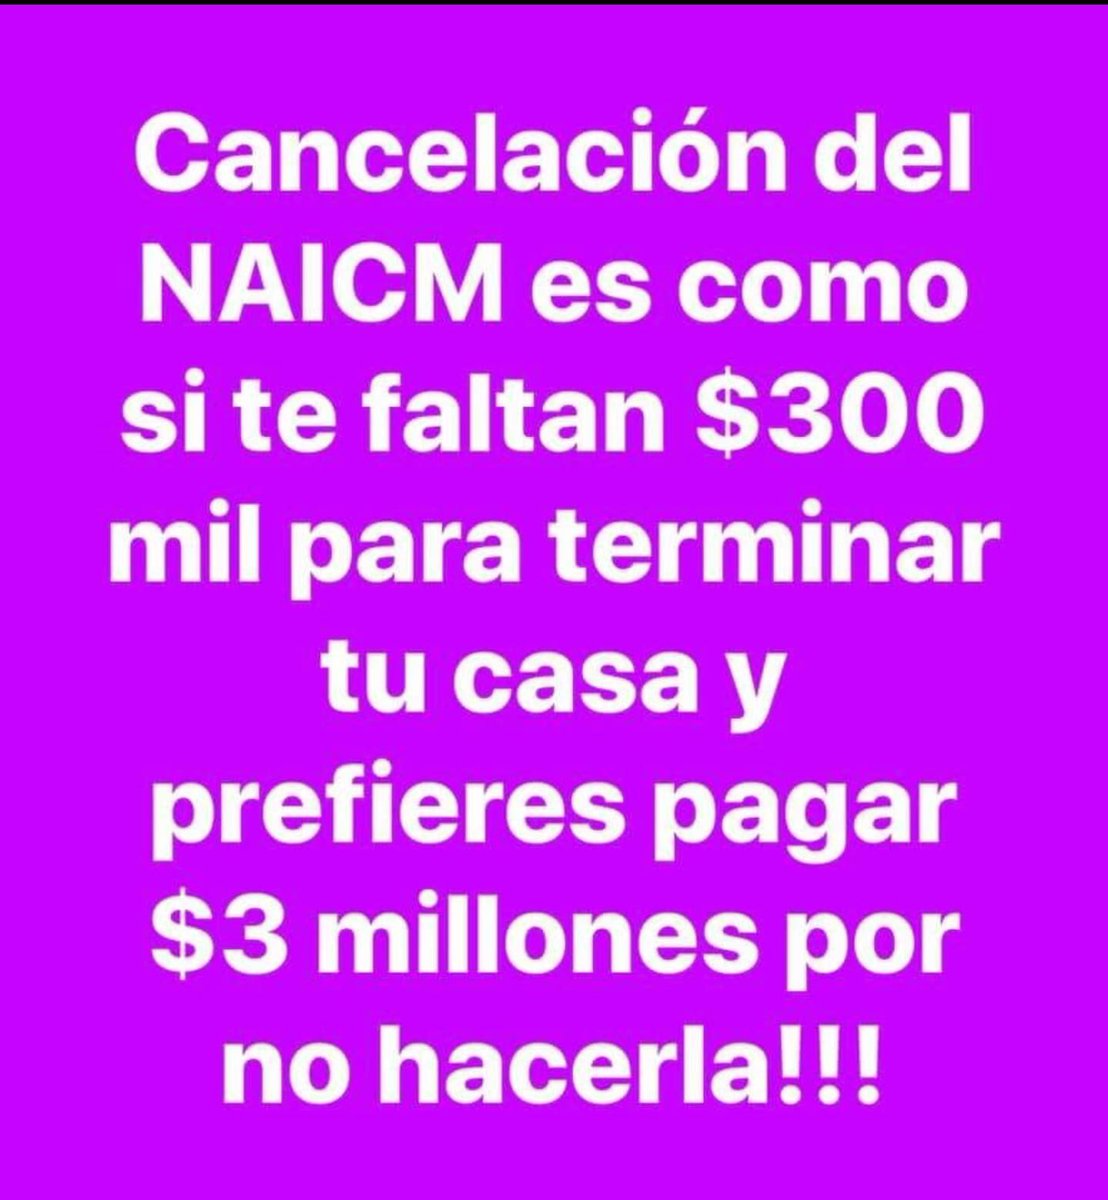 Cancelación del
NAICM es como
si te faltan $300
mil para terminar
tu casa y
prefieres pagar
$3 millones por
no hacerla!!!